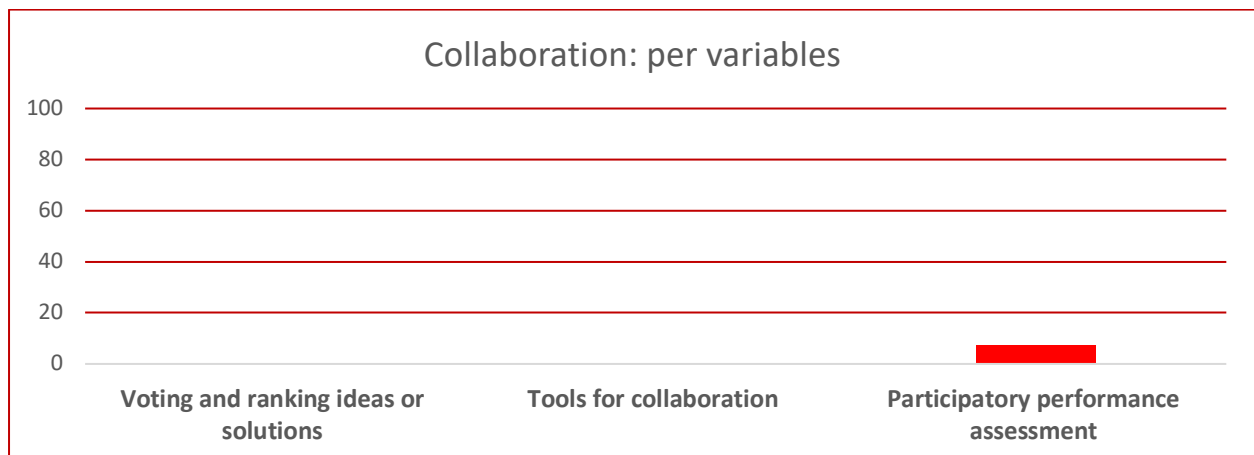 Collaboration: per variables
100
80
60
40
20
0
Voting and ranking ideas or
solutions
Tools for collaboration
Participatory performance
assessment